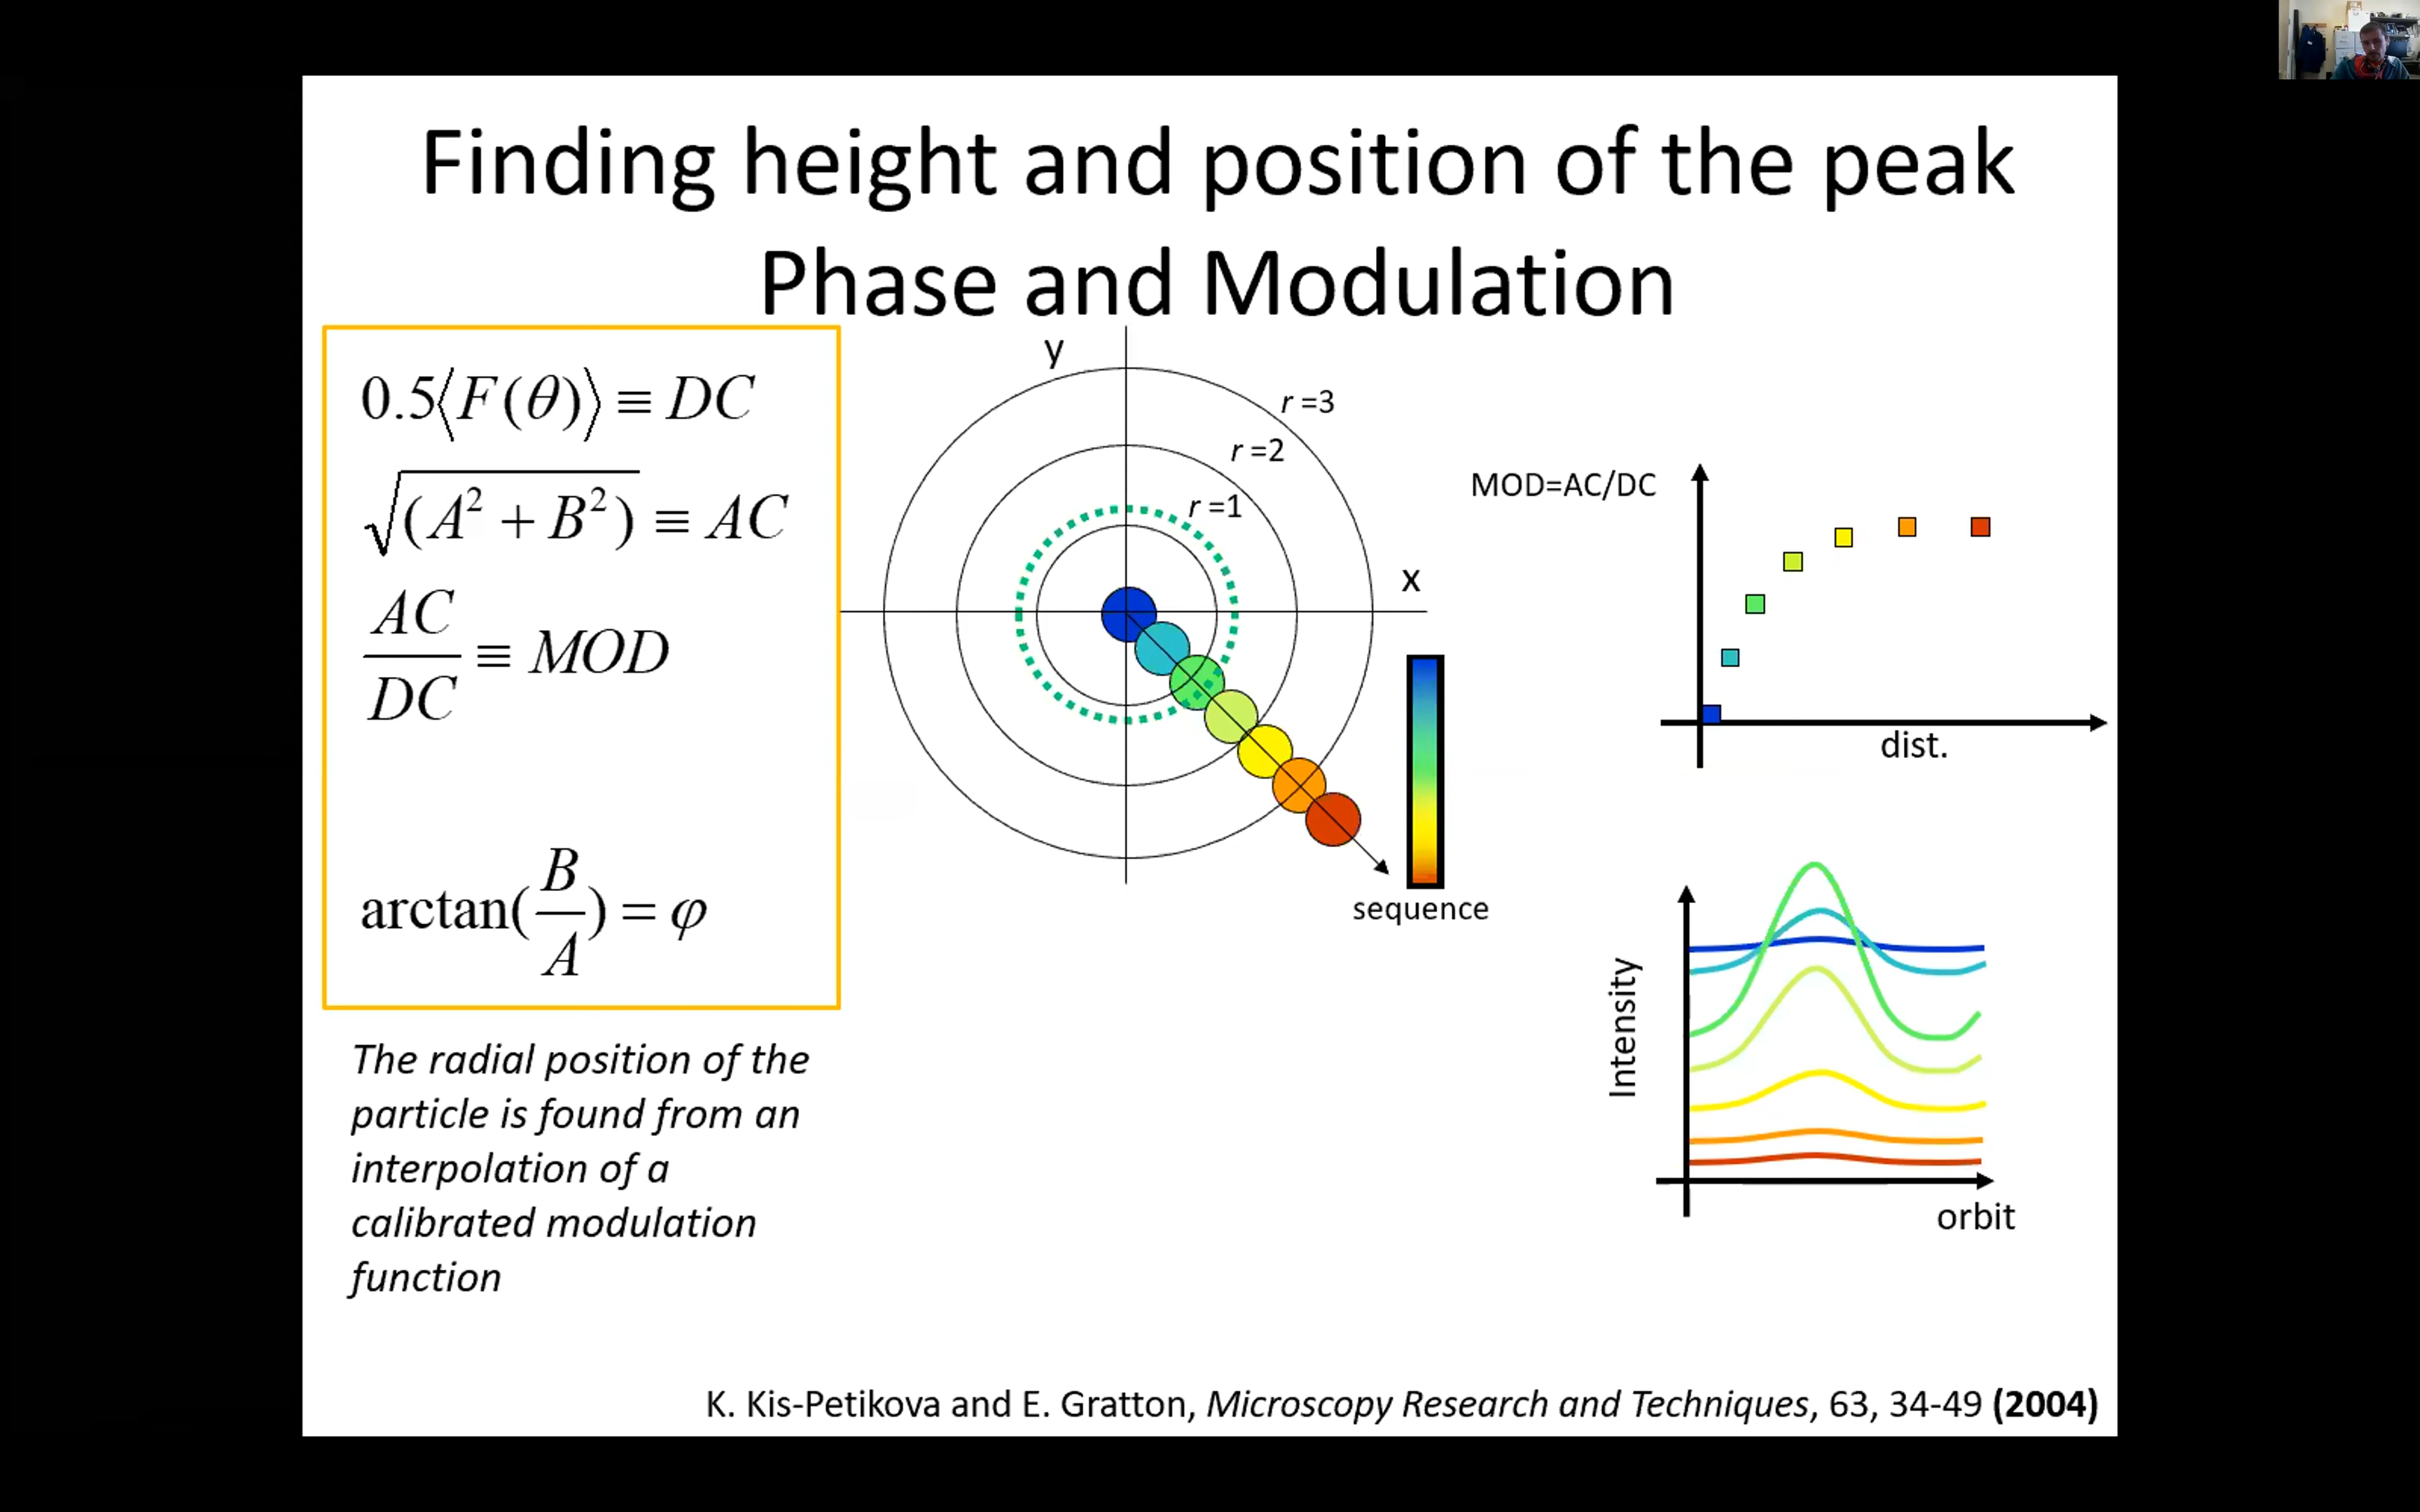 Finding height and position of the peak
Phase and Modulation
0.5⟨F(θ)⟩ ≡ DC
√(A² + B²) ≡ AC
AC/DC ≡ MOD
arctan(B/A) = φ
The radial position of the
particle is found from an
interpolation of a
calibrated modulation
function
y
r =3
r =2
r =1
x
sequence
MOD=AC/DC
dist.
Intensity
orbit
K. Kis-Petikova and E. Gratton, Microscopy Research and Techniques, 63, 34-49 (2004)